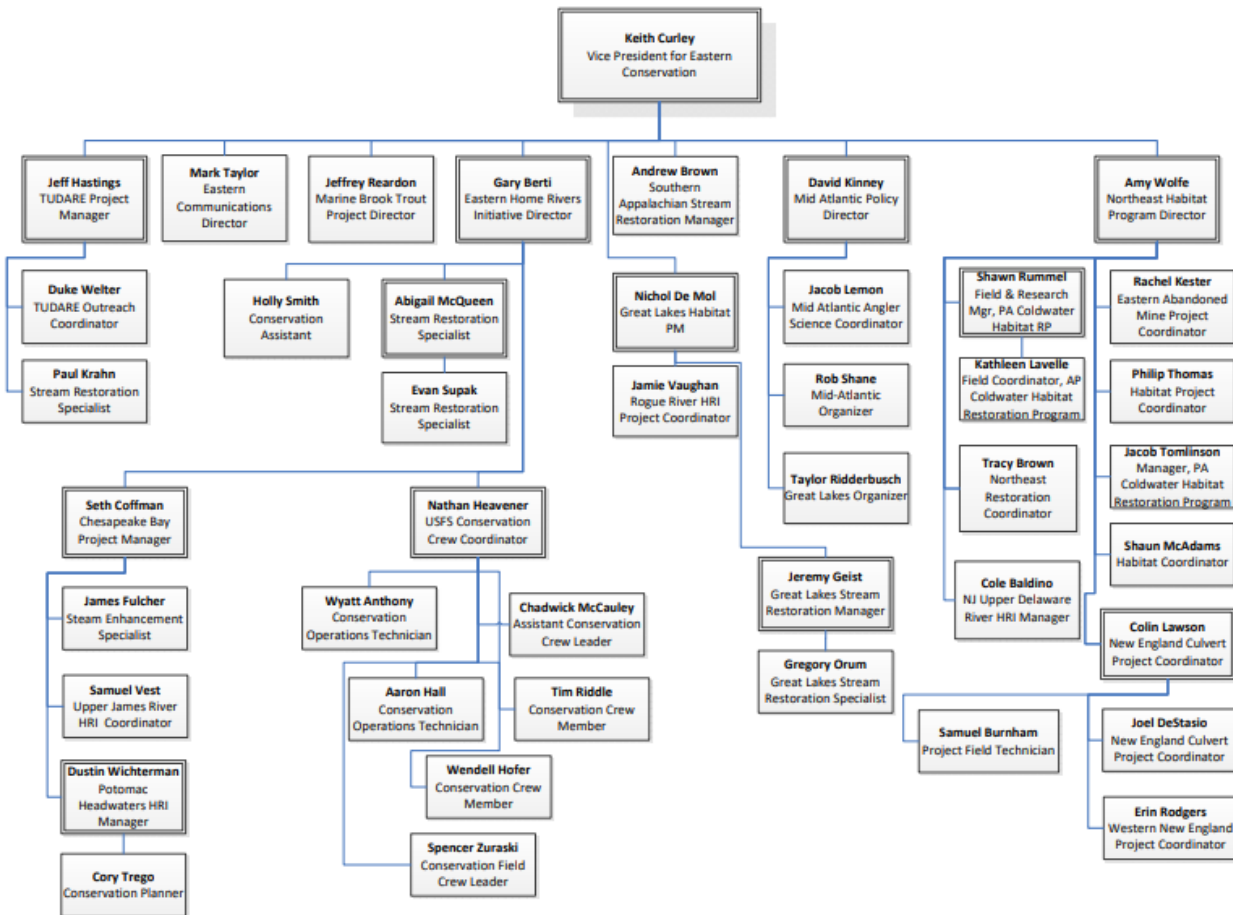 Keith Curley
Vice President for Eastern
Conservation
Jeff Hastings
TUDARE Project
Manager
Mark Taylor
Eastern
Communications
Director
Jeffrey Reardon
Marine Brook Trout
Project Director
Gary Berti
Eastern Home Rivers
Initiative Director
Andrew Brown
Southern
Appalachian Stream
Restoration Manager
David Kinney
Mid Atlantic Policy
Director
Amy Wolfe
Northeast Habitat
Program Director
Duke Welter
TUDARE Outreach
Coordinator
Paul Krahn
Stream Restoration
Specialist
Holly Smith
Conservation
Assistant
Abigail McQueen
Stream Restoration
Specialist
Evan Supak
Stream Restoration
Specialist
Nichol De Mol
Great Lakes Habitat
PM
Jamie Vaughan
Rogue River HRI
Project Coordinator
Jacob Lemon
Mid Atlantic Angler
Science Coordinator
Rob Shane
Mid-Atlantic
Organizer
Taylor Ridderbusch
Great Lakes Organizer
Shawn Rummel
Field & Research
Mgr, PA Coldwater
Habitat RP
Kathleen Lavelle
Field Coordinator, AP
Coldwater Habitat
Restoration Program
Tracy Brown
Northeast
Restoration
Coordinator
Cole Baldino
NJ Upper Delaware
River HRI Manager
Rachel Kester
Eastern Abandoned
Mine Project
Coordinator
Philip Thomas
Habitat Project
Coordinator
Jacob Tomlinson
Manager, PA
Coldwater Habitat
Restoration Program
Shaun McAdams
Habitat Coordinator
Colin Lawson
New England Culvert
Project Coordinator
Seth Coffman
Chesapeake Bay
Project Manager
Nathan Heavener
USFS Conservation
Crew Coordinator
James Fulcher
Steam Enhancement
Specialist
Samuel Vest
Upper James River
HRI Coordinator
Dustin Wichterman
Potomac
Headwaters HRI
Manager
Cory Trego
Conservation Planner
Wyatt Anthony
Conservation
Operations Technician
Chadwick McCauley
Assistant Conservation
Crew Leader
Aaron Hall
Conservation
Operations Technician
Tim Riddle
Conservation Crew
Member
Wendell Hofer
Conservation Crew
Member
Spencer Zuraski
Conservation Field
Crew Leader
Jeremy Geist
Great Lakes Stream
Restoration Manager
Gregory Orum
Great Lakes Stream
Restoration Specialist
Samuel Burnham
Project Field Technician
Joel DeStasio
New England Culvert
Project Coordinator
Erin Rodgers
Western New England
Project Coordinator